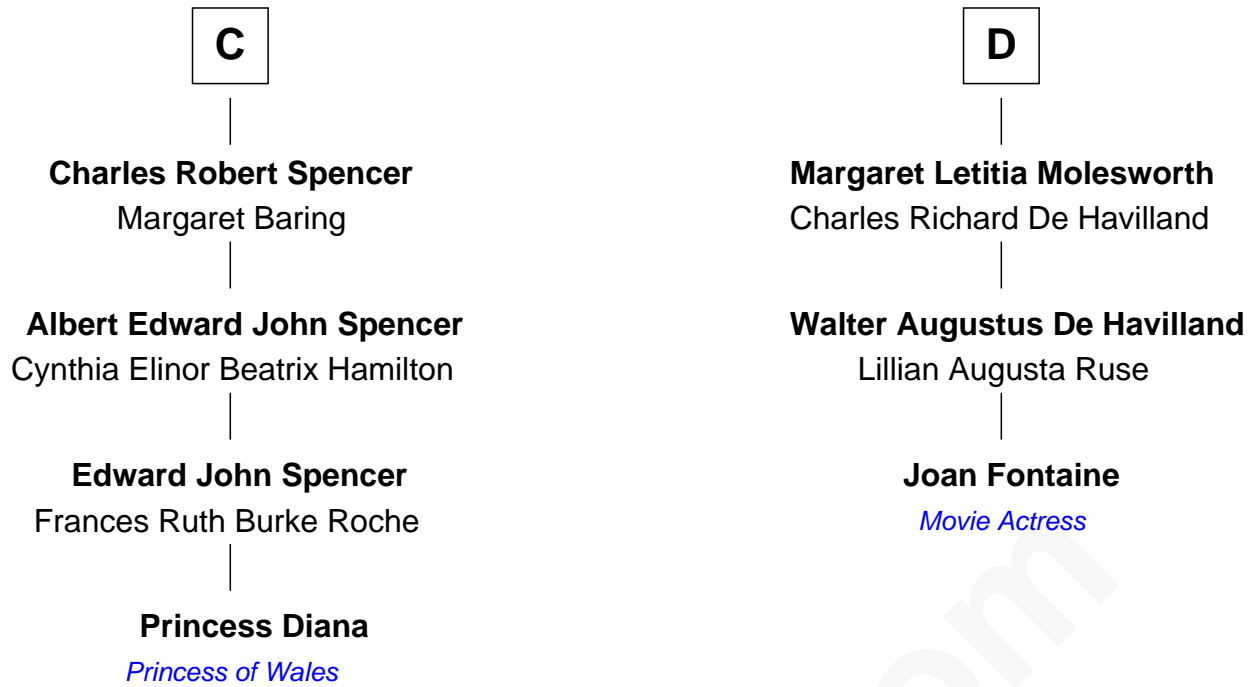 C
Charles Robert Spencer
Margaret Baring
Albert Edward John Spencer
Cynthia Elinor Beatrix Hamilton
Edward John Spencer
Frances Ruth Burke Roche
Princess Diana
Princess of Wales
D
Margaret Letitia Molesworth
Charles Richard De Havilland
Walter Augustus De Havilland
Lillian Augusta Ruse
Joan Fontaine
Movie Actress
om